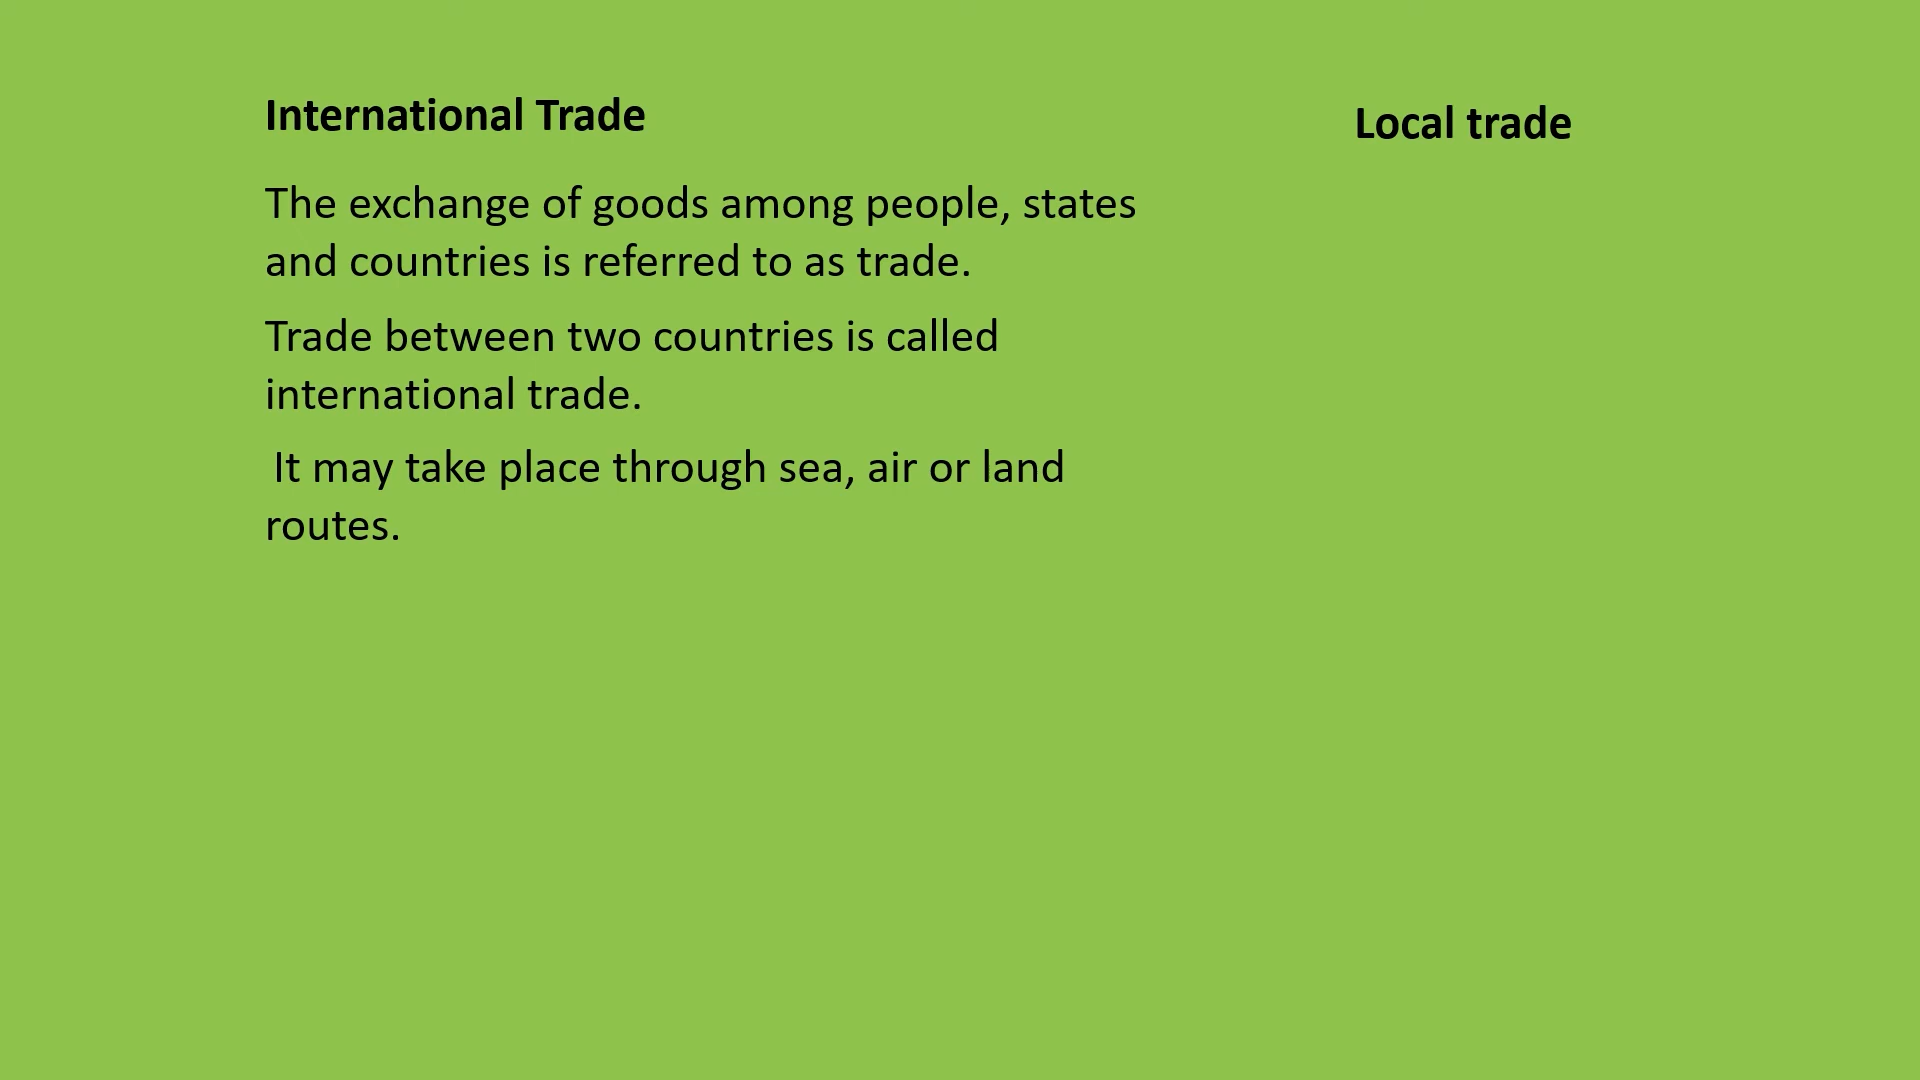 International Trade
Local trade
The exchange of goods among people, states
and countries is referred to as trade.
Trade between two countries is called
international trade.
It may take place through sea, air or land
routes.